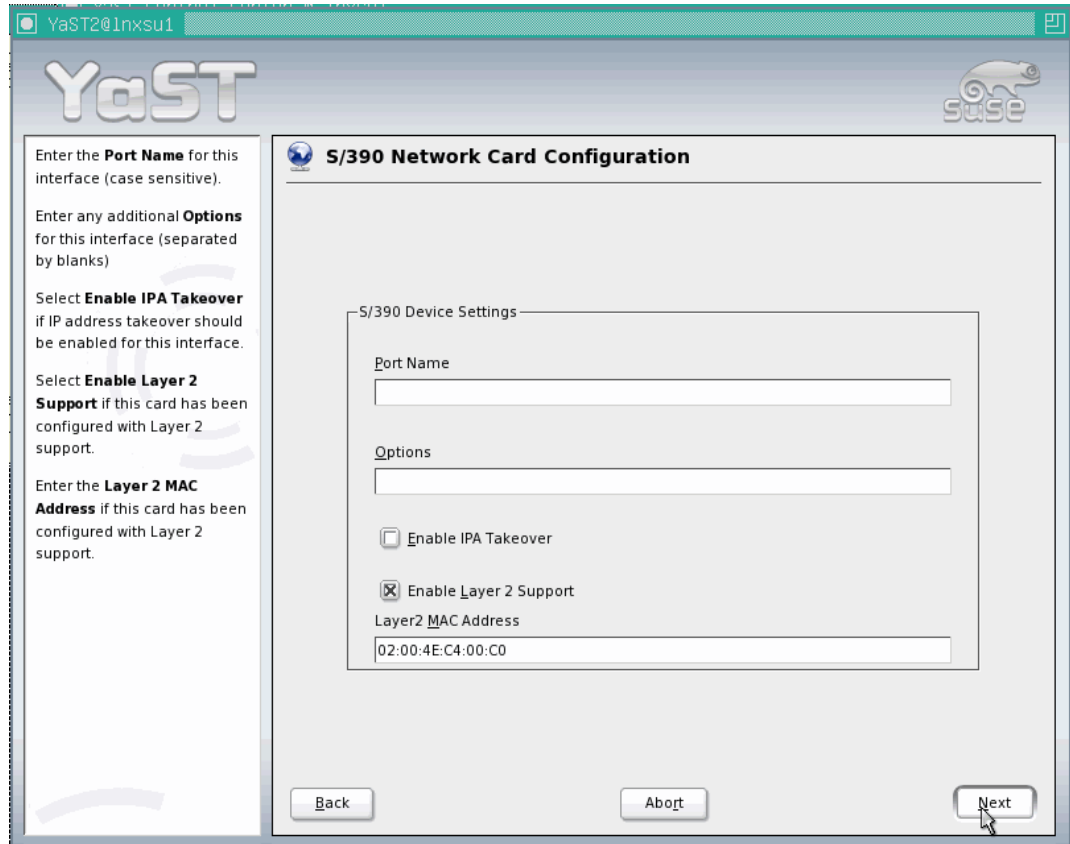 YaST2@lnxsu1
YaST
suse
Enter the Port Name for this
interface (case sensitive).
Enter any additional Options
for this interface (separated
by blanks)
Select Enable IPA Takeover
if IP address takeover should
be enabled for this interface.
Select Enable Layer 2
Support if this card has been
configured with Layer 2
support.
Enter the Layer 2 MAC
Address if this card has been
configured with Layer 2
support.
S/390 Network Card Configuration
S/390 Device Settings
Port Name
Options
Enable IPA Takeover
Enable Layer 2 Support
Layer2 MAC Address
02:00:4E:C4:00:C0
Back
Abort
Next